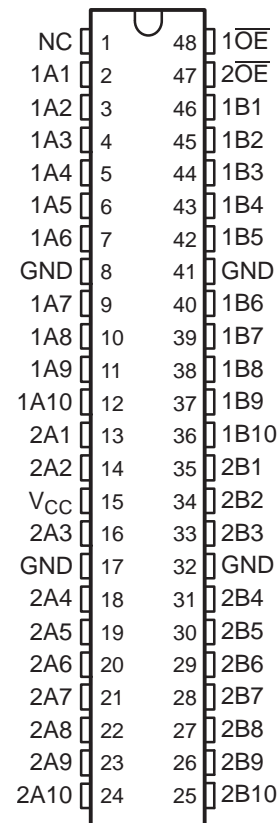 NC 1 48 1O̅E̅
1A1 2 47 2O̅E̅
1A2 3 46 1B1
1A3 4 45 1B2
1A4 5 44 1B3
1A5 6 43 1B4
1A6 7 42 1B5
GND 8 41 GND
1A7 9 40 1B6
1A8 10 39 1B7
1A9 11 38 1B8
1A10 12 37 1B9
2A1 13 36 1B10
2A2 14 35 2B1
VCC 15 34 2B2
2A3 16 33 2B3
GND 17 32 GND
2A4 18 31 2B4
2A5 19 30 2B5
2A6 20 29 2B6
2A7 21 28 2B7
2A8 22 27 2B8
2A9 23 26 2B9
2A10 24 25 2B10